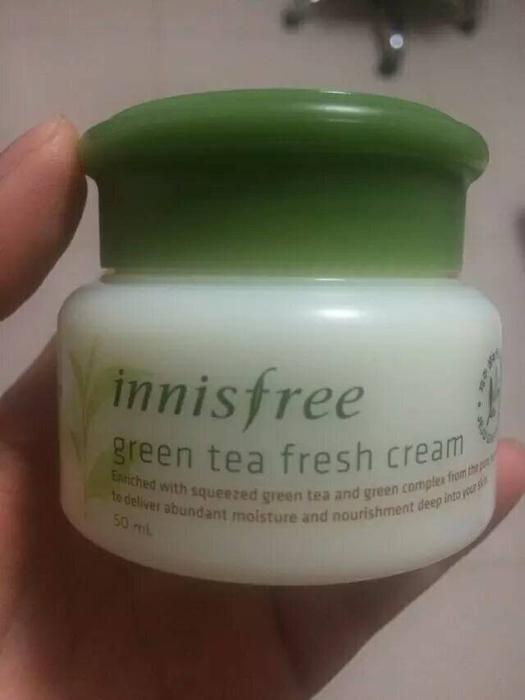 innisfree
green tea fresh cream
Enriched with squeezed green tea and green complex from the pure
to deliver abundant moisture and nourishment deep into your skin.
50 mL